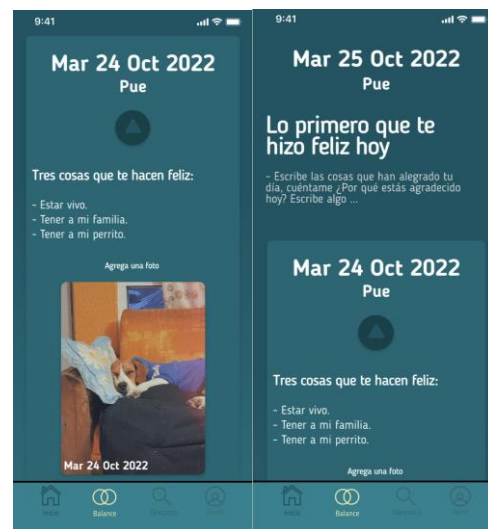 9:41
Mar 24 Oct 2022
Pue
Tres cosas que te hacen feliz:
- Estar vivo.
- Tener a mi familia.
- Tener a mi perrito.
Agrega una foto
Mar 24 Oct 2022
Inicio
Balance
9:41
Mar 25 Oct 2022
Pue
Lo primero que te
hizo feliz hoy
- Escribe las cosas que han alegrado tu
día, cuéntame ¿Por qué estás agradecido
hoy? Escribe algo ...
Mar 24 Oct 2022
Pue
Tres cosas que te hacen feliz:
- Estar vivo.
- Tener a mi familia.
- Tener a mi perrito.
Agrega una foto
Inicio
Balance